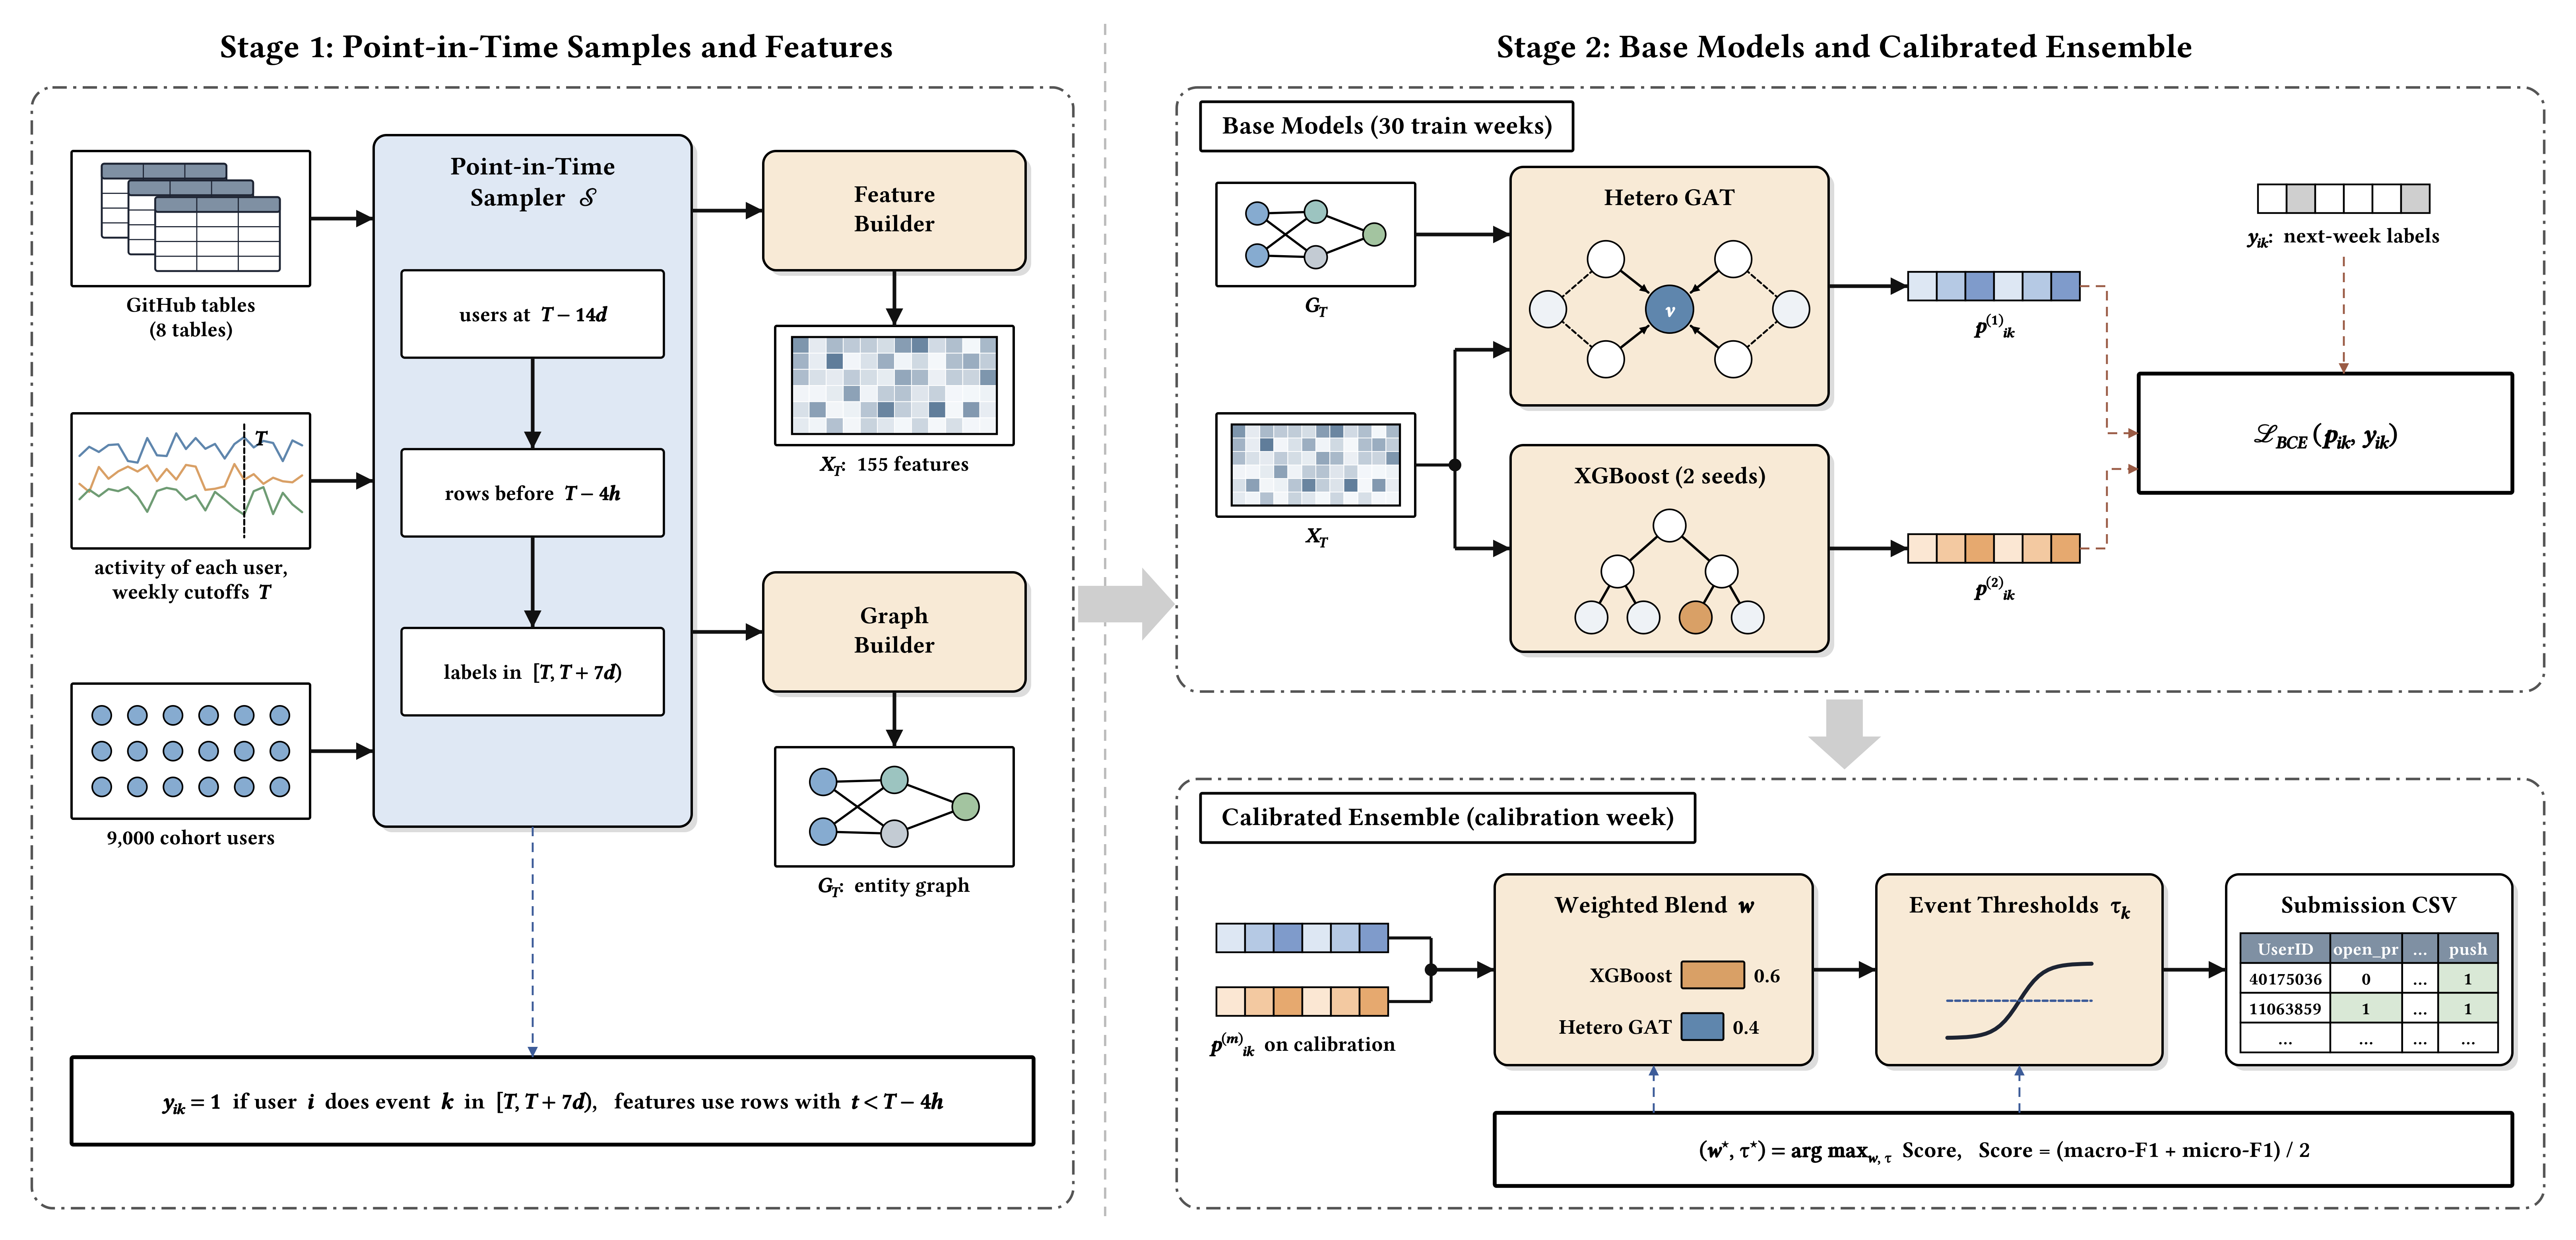 Stage 1: Point-in-Time Samples and Features
GitHub tables
(8 tables)
T
activity of each user,
weekly cutoffs T
9,000 cohort users
Point-in-Time
Sampler 𝒮
users at T − 14d
rows before T − 4h
labels in [T, T + 7d)
Feature
Builder
X_T: 155 features
Graph
Builder
G_T: entity graph
y_ik = 1 if user i does event k in [T, T + 7d), features use rows with t < T − 4h
Stage 2: Base Models and Calibrated Ensemble
Base Models (30 train weeks)
G_T
X_T
Hetero GAT
v
XGBoost (2 seeds)
p^(1)_ik
p^(2)_ik
y_ik: next-week labels
ℒ_BCE (p_ik, y_ik)
Calibrated Ensemble (calibration week)
p^(m)_ik on calibration
Weighted Blend w
XGBoost 0.6
Hetero GAT 0.4
Event Thresholds τ_k
Submission CSV
UserID open_pr ... push
40175036 0 ... 1
11063859 1 ... 1
... ... ... ...
(w*, τ*) = arg max_w, τ Score, Score = (macro-F1 + micro-F1) / 2